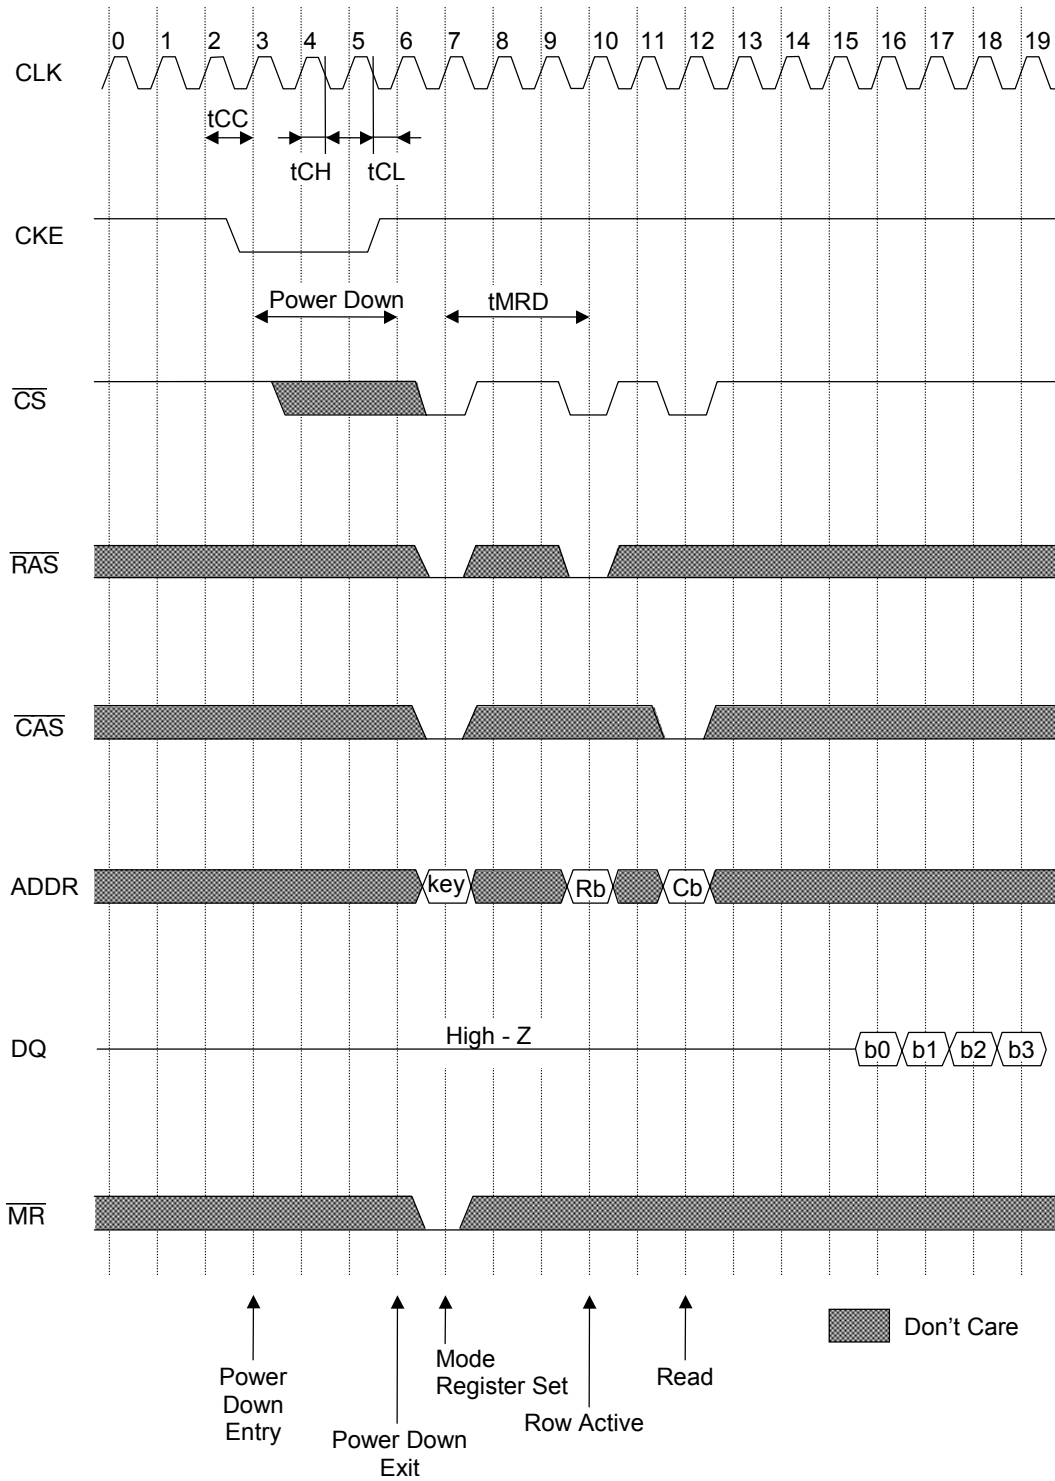 0 1 2 3 4 5 6 7 8 9 10 11 12 13 14 15 16 17 18 19
CLK
tCC
tCH tCL
CKE
Power Down tMRD
CS
RAS
CAS
ADDR key Rb Cb
High - Z
DQ b0 b1 b2 b3
MR
Don't Care
Power
Down
Entry
Power Down
Exit
Mode
Register Set
Row Active
Read